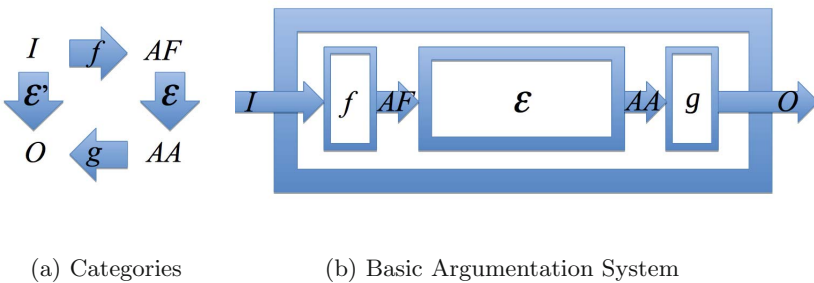 I f AF
ε’ ε
O g AA
I f AF ε AA g O
(a) Categories
(b) Basic Argumentation System